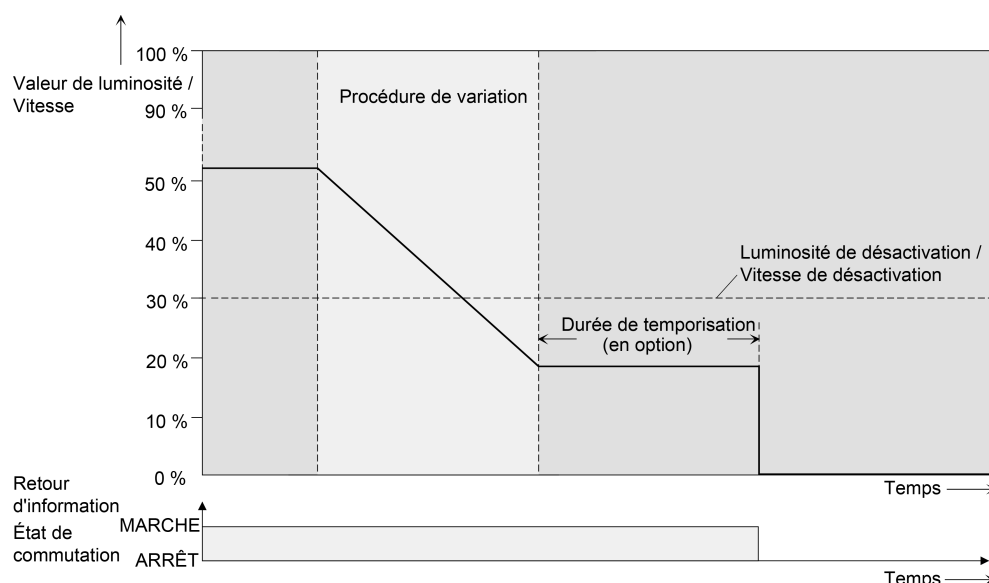 100 %
Valeur de luminosité /
Vitesse
Procédure de variation
90 %
50 %
40 %
Luminosité de désactivation /
Vitesse de désactivation
30 %
Durée de temporisation
(en option)
20 %
10 %
0 %
Temps
Retour
d'information
État de
commutation
MARCHE
ARRÊT
Temps